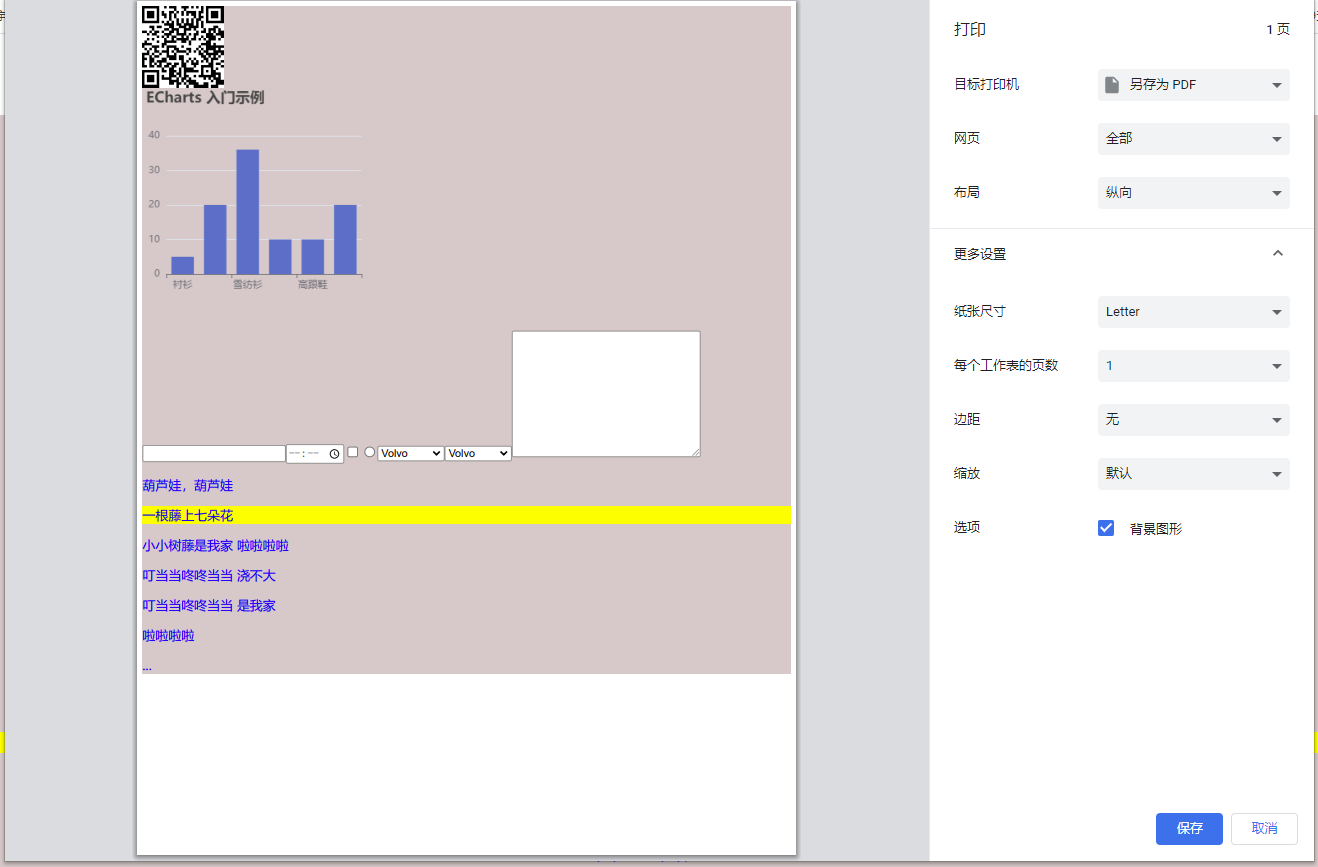 打印
1 页
ECharts 入门示例
40
30
20
10
0
衬衫
雪纺衫
高跟鞋
--:--
Volvo
Volvo
葫芦娃，葫芦娃
一根藤上七朵花
小小树藤是我家 啦啦啦啦
叮当当咚咚当当 浇不大
叮当当咚咚当当 是我家
啦啦啦啦
...
目标打印机
另存为 PDF
网页
全部
布局
纵向
更多设置
纸张尺寸
Letter
每个工作表的页数
1
边距
无
缩放
默认
选项
背景图形
保存
取消